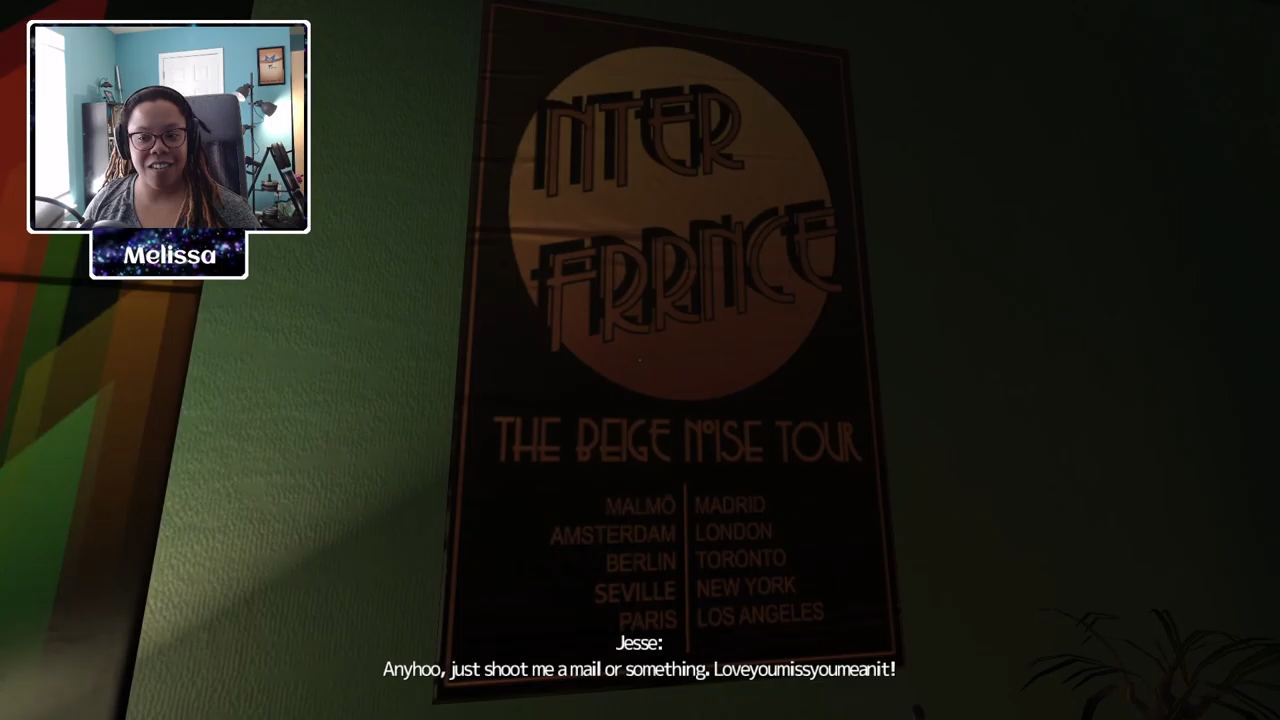 Melissa
INTER
FRRNCE
THE BEIGE NOISE TOUR
MALMÖ
AMSTERDAM
BERLIN
SEVILLE
PARIS
MADRID
LONDON
TORONTO
NEW YORK
LOS ANGELES
Jesse:
Anyhoo, just shoot me a mail or something. Loveyoumissyoumeanit!